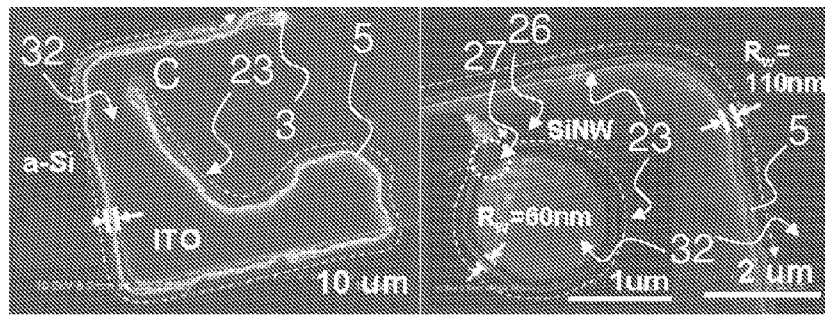 32
C
23
5
3
a-Si
ITO
10 um
26
27
SiNW
R_w=
110nm
23
5
R_w=60nm
32
1um
2 um